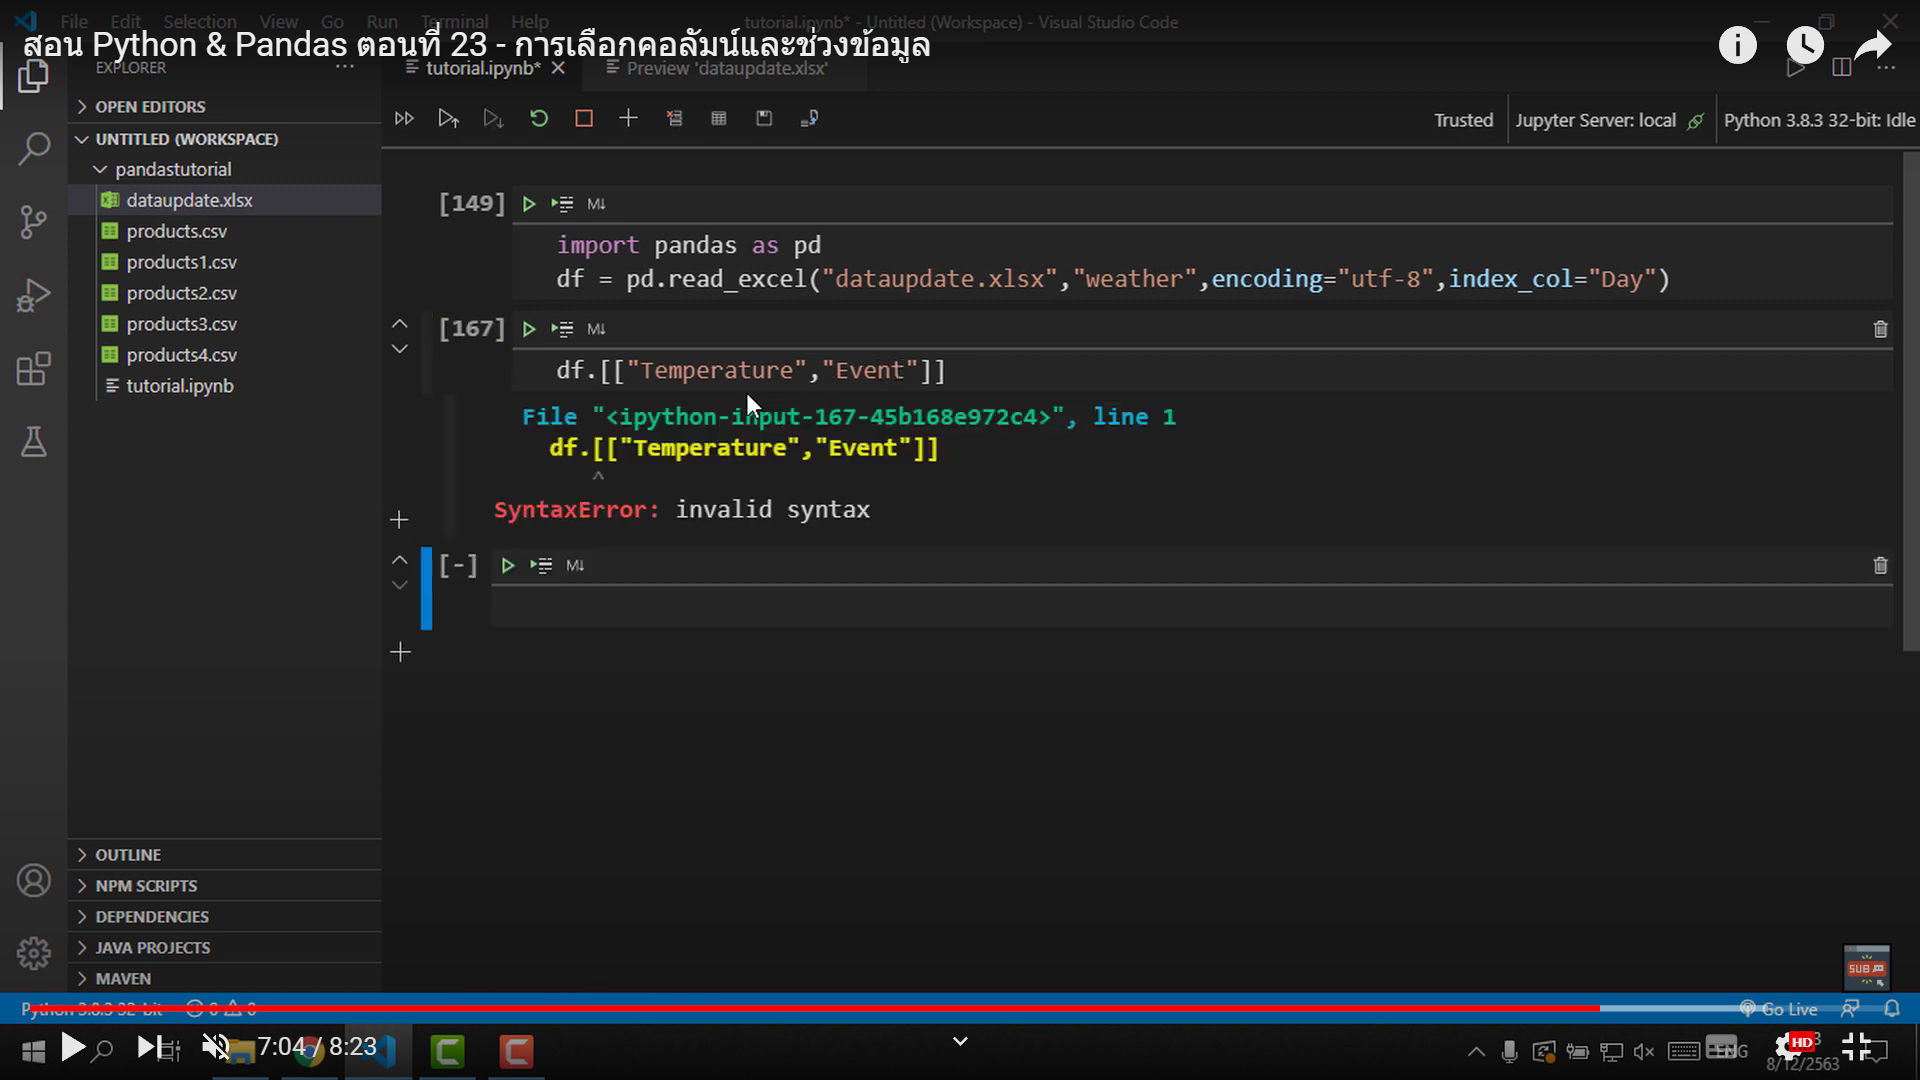 File Edit Selection View Go Run Terminal Help tutorial.ipynb* - Untitled (Workspace) - Visual Studio Code
สอน Python & Pandas ตอนที่ 23 - การเลือกคอลัมน์และช่วงข้อมูล
EXPLORER
tutorial.ipynb* Preview 'dataupdate.xlsx'
OPEN EDITORS
UNTITLED (WORKSPACE)
pandastutorial
dataupdate.xlsx
products.csv
products1.csv
products2.csv
products3.csv
products4.csv
tutorial.ipynb
OUTLINE
NPM SCRIPTS
DEPENDENCIES
JAVA PROJECTS
MAVEN
Trusted Jupyter Server: local Python 3.8.3 32-bit: Idle
[149] M↓
import pandas as pd
df = pd.read_excel("dataupdate.xlsx","weather",encoding="utf-8",index_col="Day")
[167] M↓
df.[["Temperature","Event"]]
File "<ipython-input-167-45b168e972c4>", line 1
df.[["Temperature","Event"]]
^
SyntaxError: invalid syntax
[-] M↓
SUB
Python 3.8.3 32-bit 0 0 Go Live
7:04 / 8:23
ENG
HD
8/12/2563